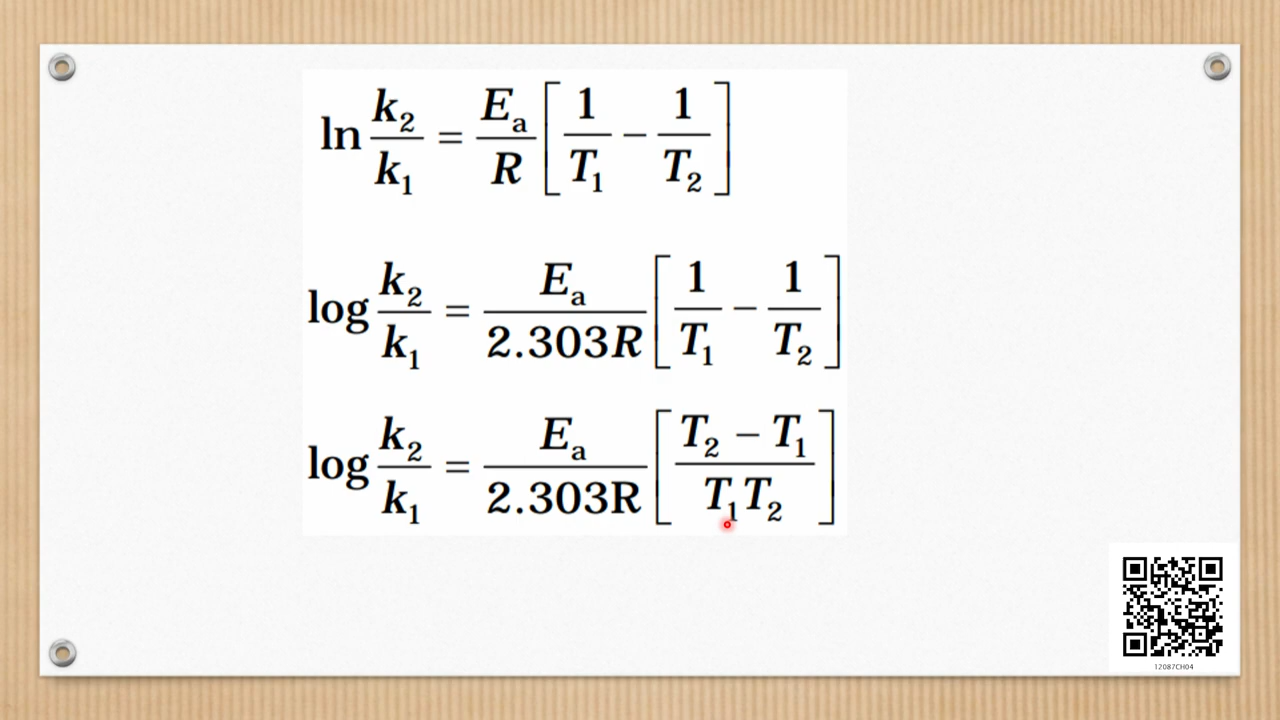 ln k₂/k₁ = Eₐ/R [1/T₁ − 1/T₂]
log k₂/k₁ = Eₐ/2.303R [1/T₁ − 1/T₂]
log k₂/k₁ = Eₐ/2.303R [T₂ − T₁/T₁T₂]
12087CH04